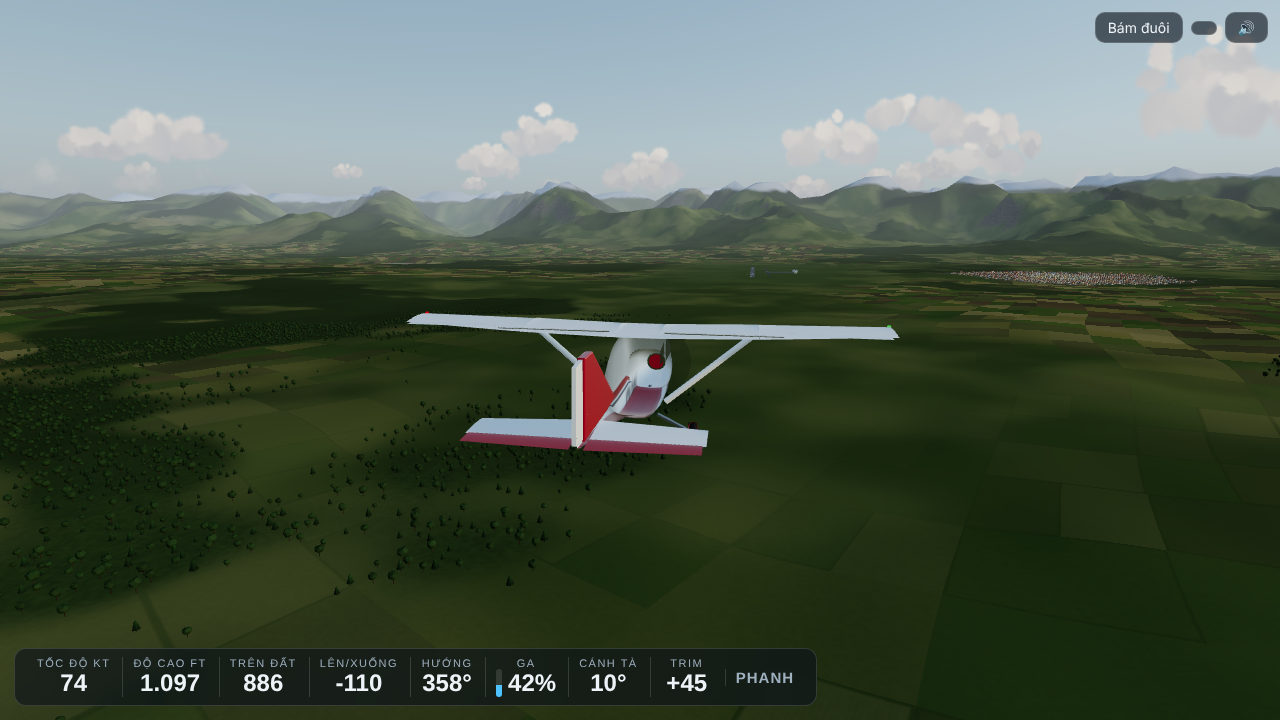 Bám đuôi
TỐC ĐỘ KT
74
ĐỘ CAO FT
1.097
TRÊN ĐẤT
886
LÊN/XUỐNG
-110
HƯỚNG
358°
GA
42%
CÁNH TÀ
10°
TRIM
+45
PHANH